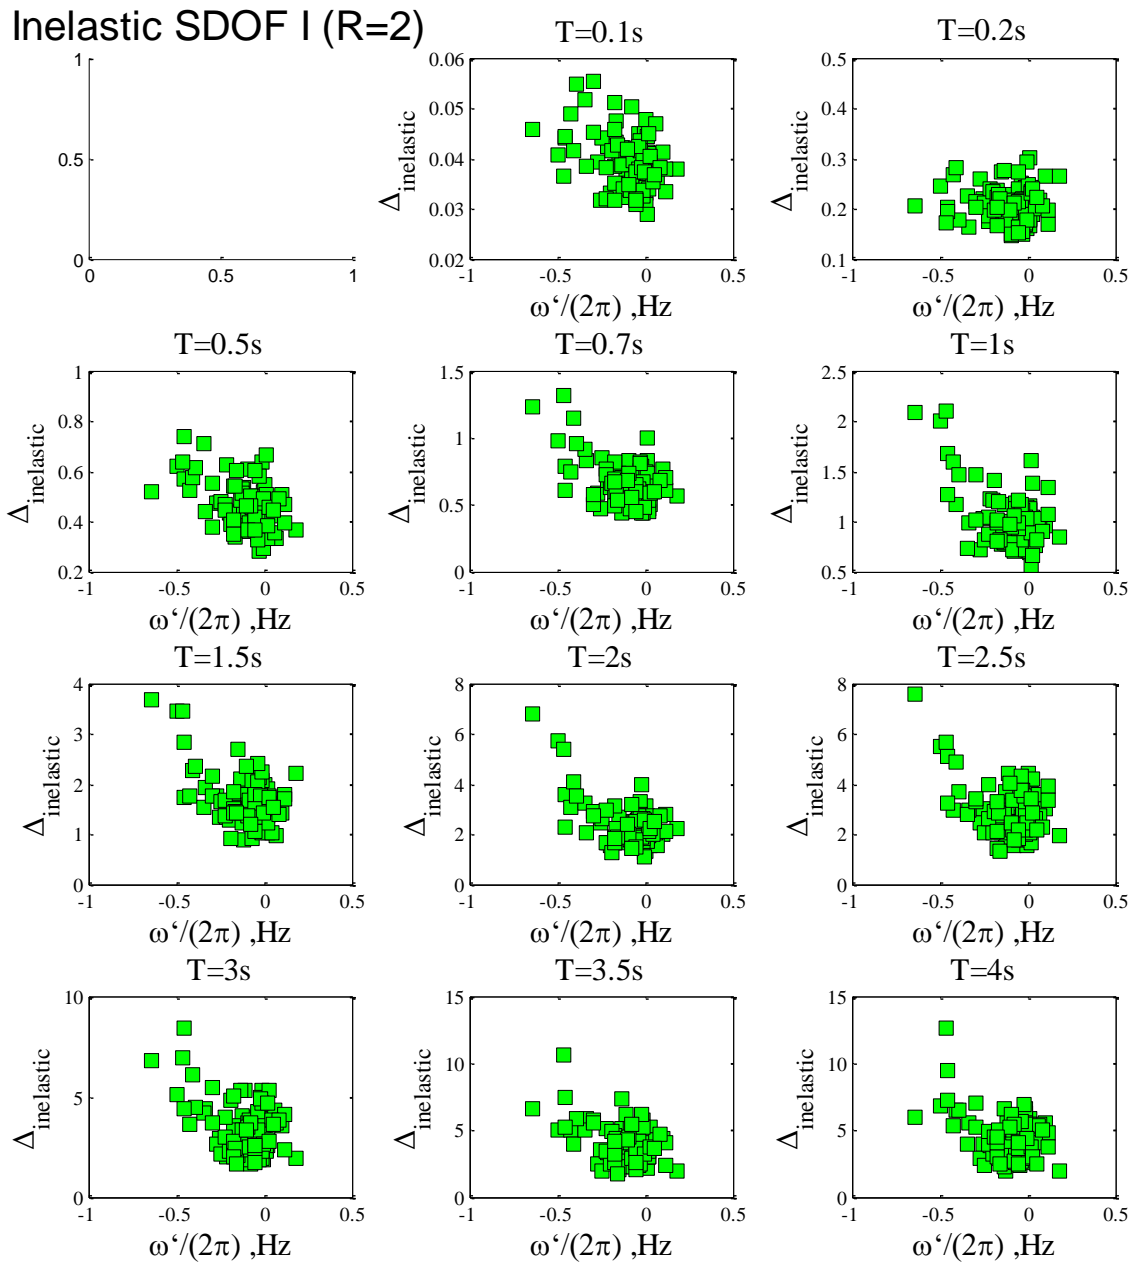 Inelastic SDOF I (R=2)
1
0.5
0
0 0.5 1
T=0.1s
0.06
0.05
0.04
0.03
0.02
Δinelastic
-1 -0.5 0 0.5
ω‘/(2π) ,Hz
T=0.2s
0.5
0.4
0.3
0.2
0.1
Δinelastic
-1 -0.5 0 0.5
ω‘/(2π) ,Hz
T=0.5s
1
0.8
0.6
0.4
0.2
Δinelastic
-1 -0.5 0 0.5
ω‘/(2π) ,Hz
T=0.7s
1.5
1
0.5
0
Δinelastic
-1 -0.5 0 0.5
ω‘/(2π) ,Hz
T=1s
2.5
2
1.5
1
0.5
Δinelastic
-1 -0.5 0 0.5
ω‘/(2π) ,Hz
T=1.5s
4
3
2
1
0
Δinelastic
-1 -0.5 0 0.5
ω‘/(2π) ,Hz
T=2s
8
6
4
2
0
Δinelastic
-1 -0.5 0 0.5
ω‘/(2π) ,Hz
T=2.5s
8
6
4
2
0
Δinelastic
-1 -0.5 0 0.5
ω‘/(2π) ,Hz
T=3s
10
5
0
Δinelastic
-1 -0.5 0 0.5
ω‘/(2π) ,Hz
T=3.5s
15
10
5
0
Δinelastic
-1 -0.5 0 0.5
ω‘/(2π) ,Hz
T=4s
15
10
5
0
Δinelastic
-1 -0.5 0 0.5
ω‘/(2π) ,Hz